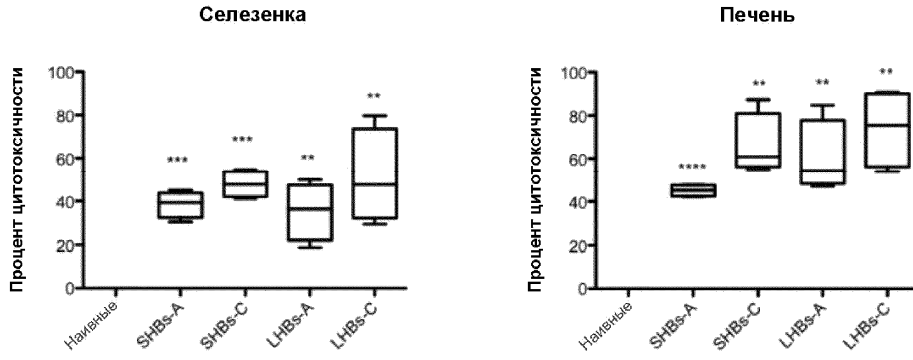 Селезенка
Процент цитотоксичности
100
80
60
40
20
0
***
***
**
**
Наивные
SHBs-A
SHBs-C
LHBs-A
LHBs-C
Печень
Процент цитотоксичности
100
80
60
40
20
0
****
**
**
**
Наивные
SHBs-A
SHBs-C
LHBs-A
LHBs-C